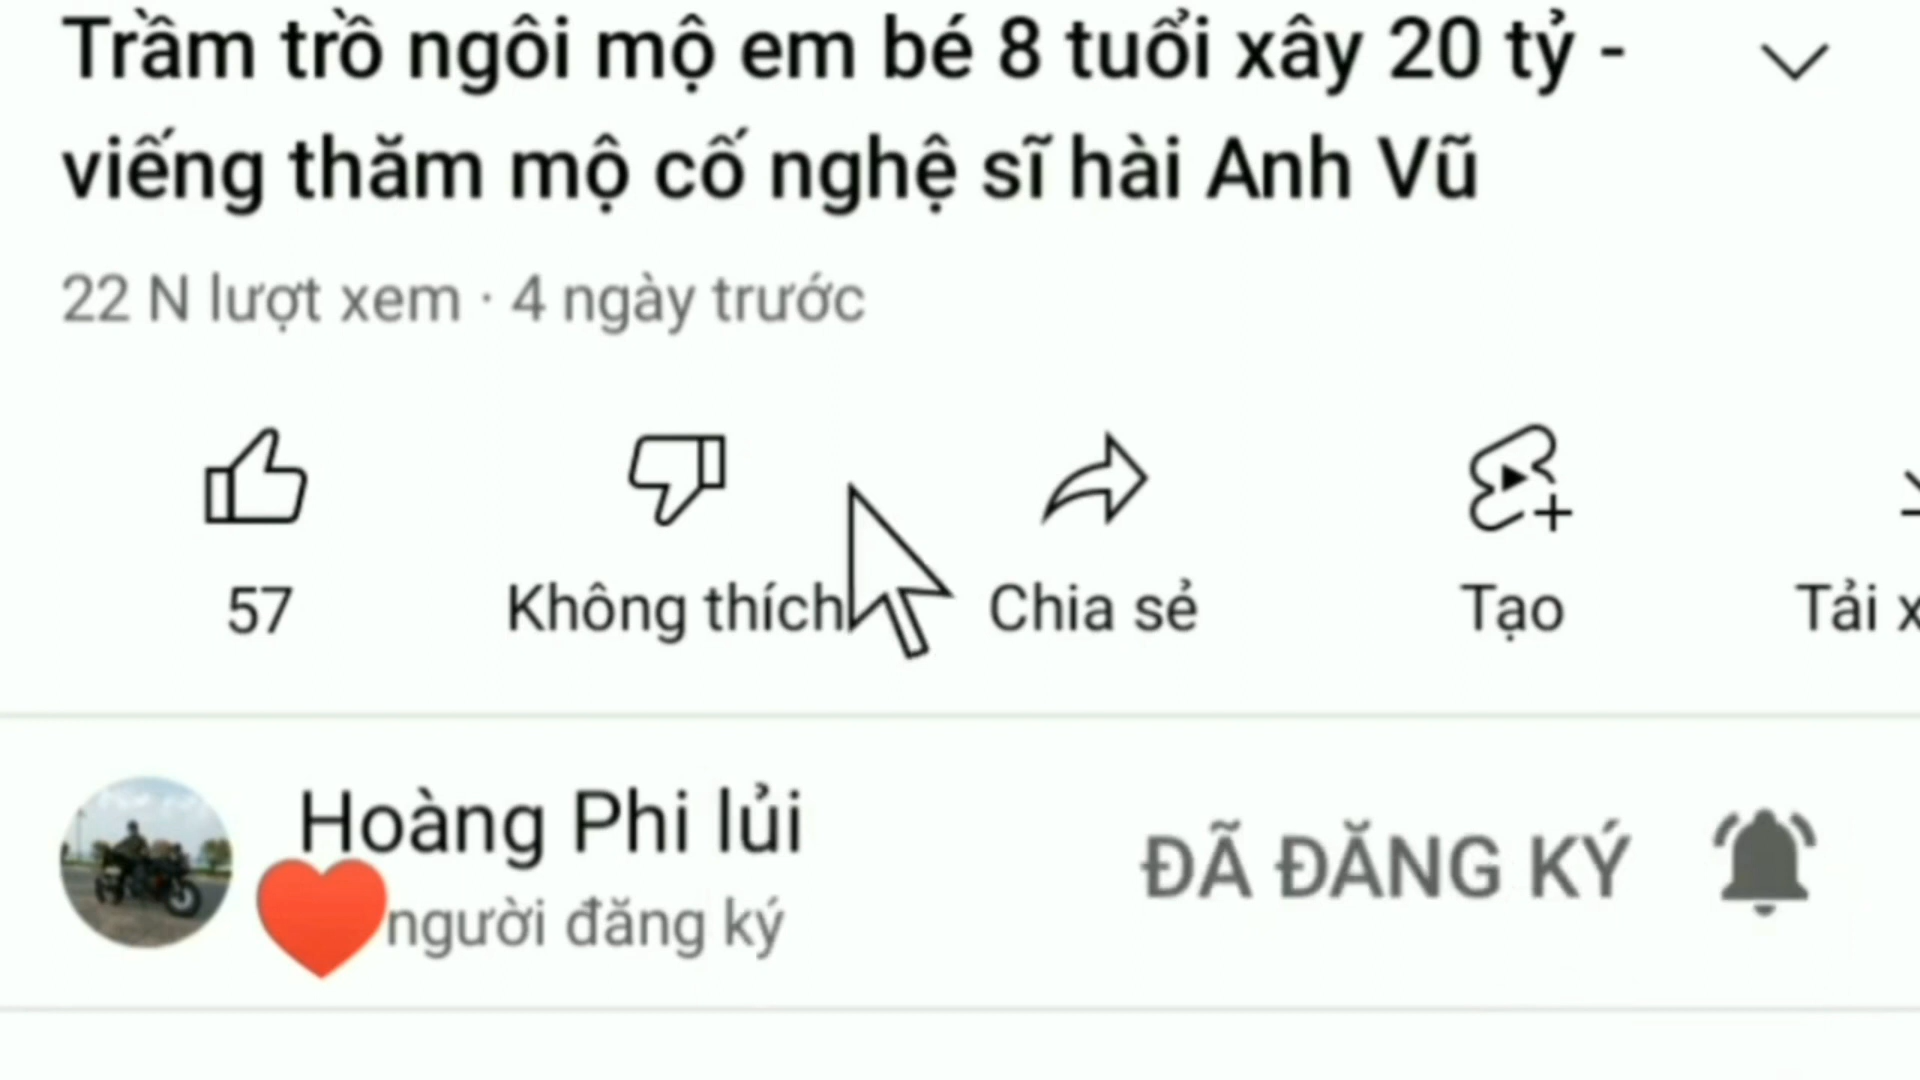 Trầm trồ ngôi mộ em bé 8 tuổi xây 20 tỷ -
viếng thăm mộ cố nghệ sĩ hài Anh Vũ
22 N lượt xem · 4 ngày trước
57 Không thích Chia sẻ Tạo Tải
Hoàng Phi lủi
người đăng ký
ĐÃ ĐĂNG KÝ